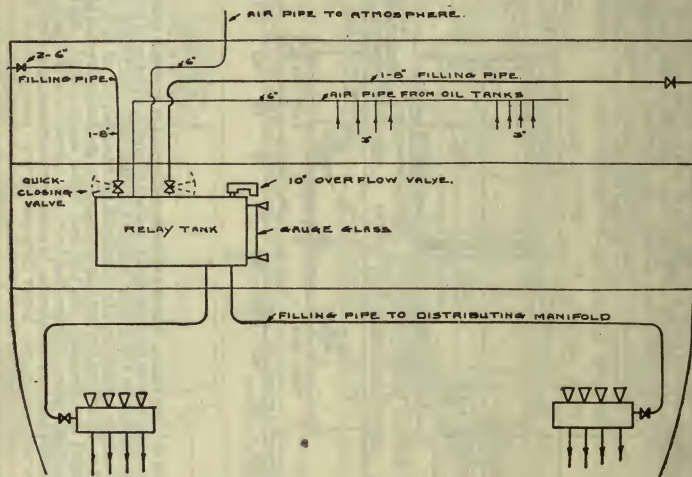 AIR PIPE TO ATMOSPHERE.
2-6"
FILLING PIPE
6"
1-8" FILLING PIPE.
6"
AIR PIPE FROM OIL TANKS
3"
3"
1-8"
QUICK-
CLOSING
VALVE
10" OVERFLOW VALVE.
RELAY TANK
GAUGE GLASS
FILLING PIPE TO DISTRIBUTING MANIFOLD